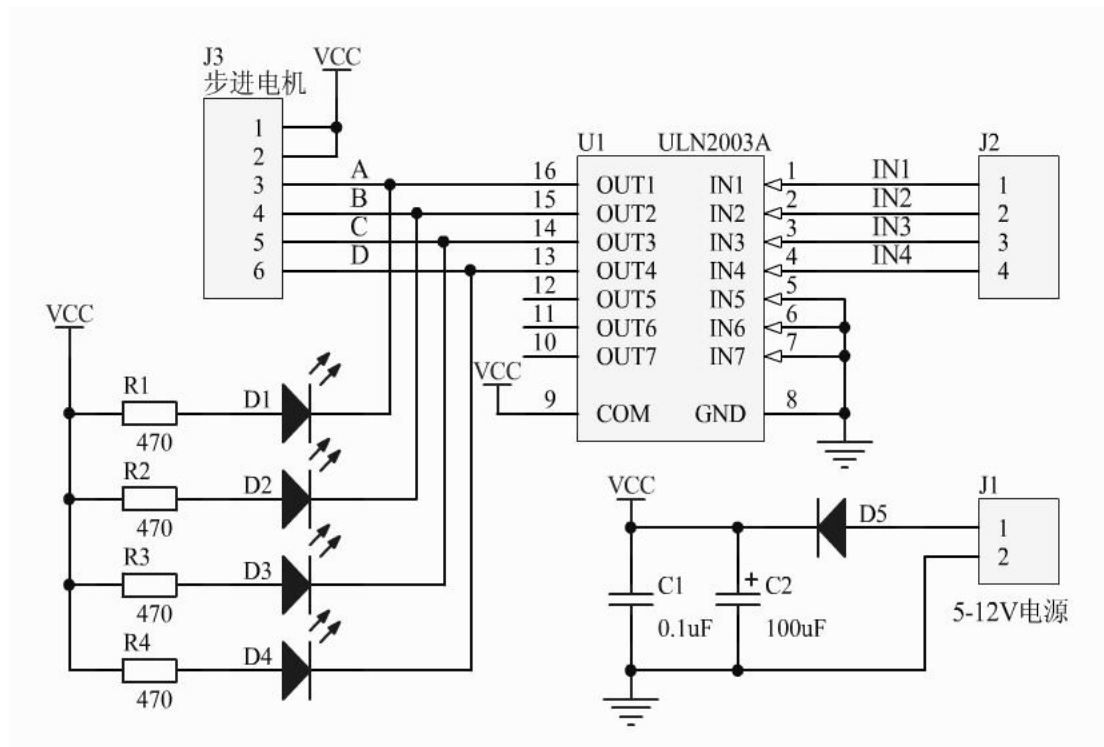 J3
步进电机
VCC
1
2
3
4
5
6
A
B
C
D
U1
ULN2003A
16
15
14
13
12
11
10
9
OUT1
OUT2
OUT3
OUT4
OUT5
OUT6
OUT7
COM
IN1
IN2
IN3
IN4
IN5
IN6
IN7
GND
1
2
3
4
5
6
7
8
IN1
IN2
IN3
IN4
J2
1
2
3
4
VCC
VCC
R1
470
D1
R2
470
D2
R3
470
D3
R4
470
D4
VCC
D5
J1
1
2
+
C1
0.1uF
C2
100uF
5-12V电源